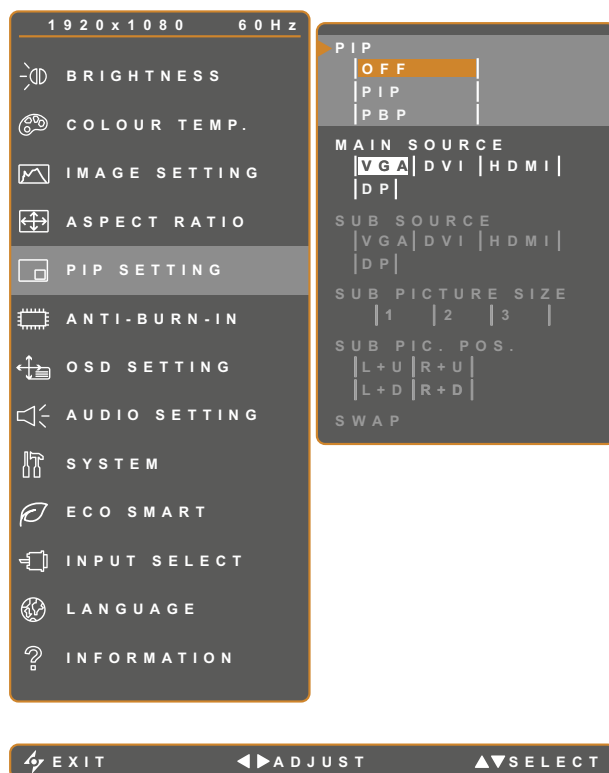 1920x1080 60Hz
BRIGHTNESS
COLOUR TEMP.
IMAGE SETTING
ASPECT RATIO
PIP SETTING
ANTI-BURN-IN
OSD SETTING
AUDIO SETTING
SYSTEM
ECO SMART
INPUT SELECT
LANGUAGE
INFORMATION
PIP
OFF
PIP
PBP
MAIN SOURCE
VGA DVI HDMI
DP
SUB SOURCE
VGA DVI HDMI
DP
SUB PICTURE SIZE
1 2 3
SUB PIC. POS.
L+U R+U
L+D R+D
SWAP
EXIT ADJUST SELECT